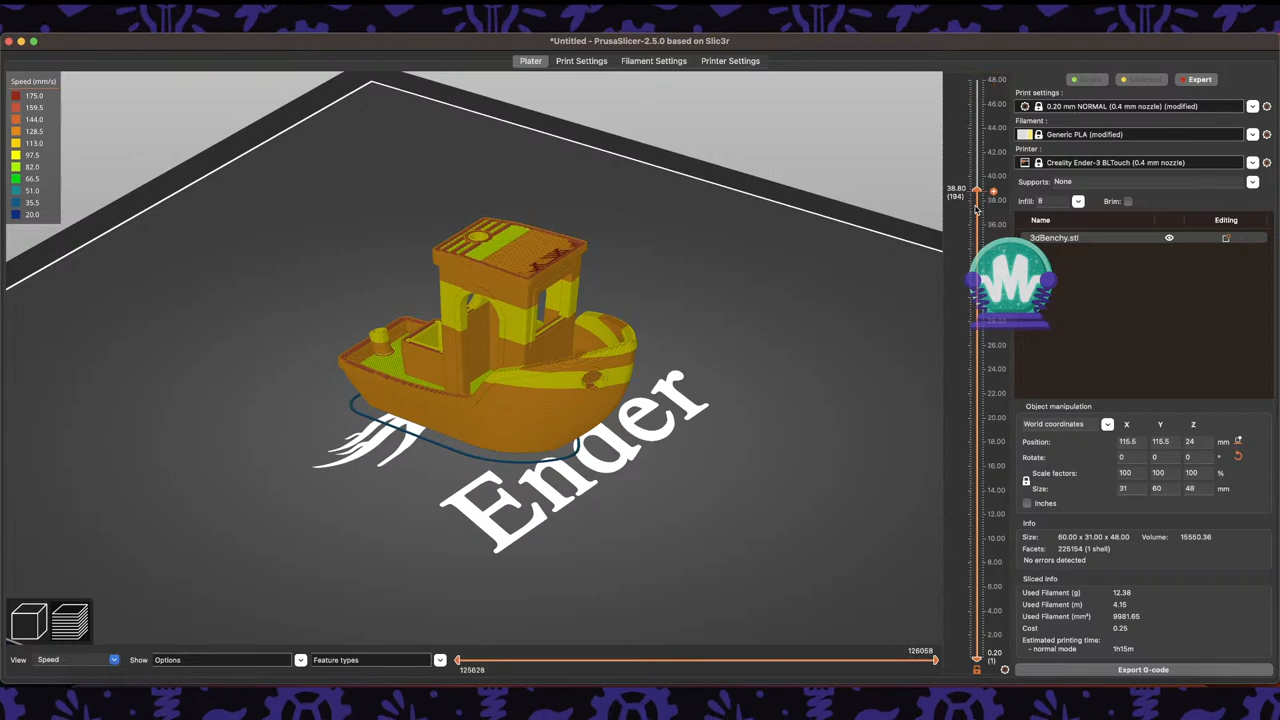 *Untitled - PrusaSlicer-2.5.0 based on Slic3r
Plater Print Settings Filament Settings Printer Settings
Speed (mm/s)
175.0
159.5
144.0
128.5
113.0
97.5
82.0
66.5
51.0
35.5
20.0
Ender
38.80
(194)
48.00
46.00
44.00
42.00
40.00
38.00
36.00
26.00
24.00
22.00
20.00
18.00
16.00
14.00
12.00
10.00
8.00
6.00
4.00
2.00
0.20
(1)
Expert
Print settings :
0.20 mm NORMAL (0.4 mm nozzle) (modified)
Filament :
Generic PLA (modified)
Printer :
Creality Ender-3 BLTouch (0.4 mm nozzle)
Supports: None
Infill: 8 Brim:
Name Editing
3dBenchy.stl
M
Object manipulation
World coordinates X Y Z
Position: 115.5 115.5 24 mm
Rotate: 0 0 0 °
Scale factors: 100 100 100 %
Size: 31 60 48 mm
Inches
Info
Size: 60.00 x 31.00 x 48.00 Volume: 15550.36
Facets: 225154 (1 shell)
No errors detected
Sliced Info
Used Filament (g) 12.38
Used Filament (m) 4.15
Used Filament (mm³) 9981.65
Cost 0.25
Estimated printing time:
- normal mode 1h15m
Export G-code
View Speed Show Options Feature types
125628
126058